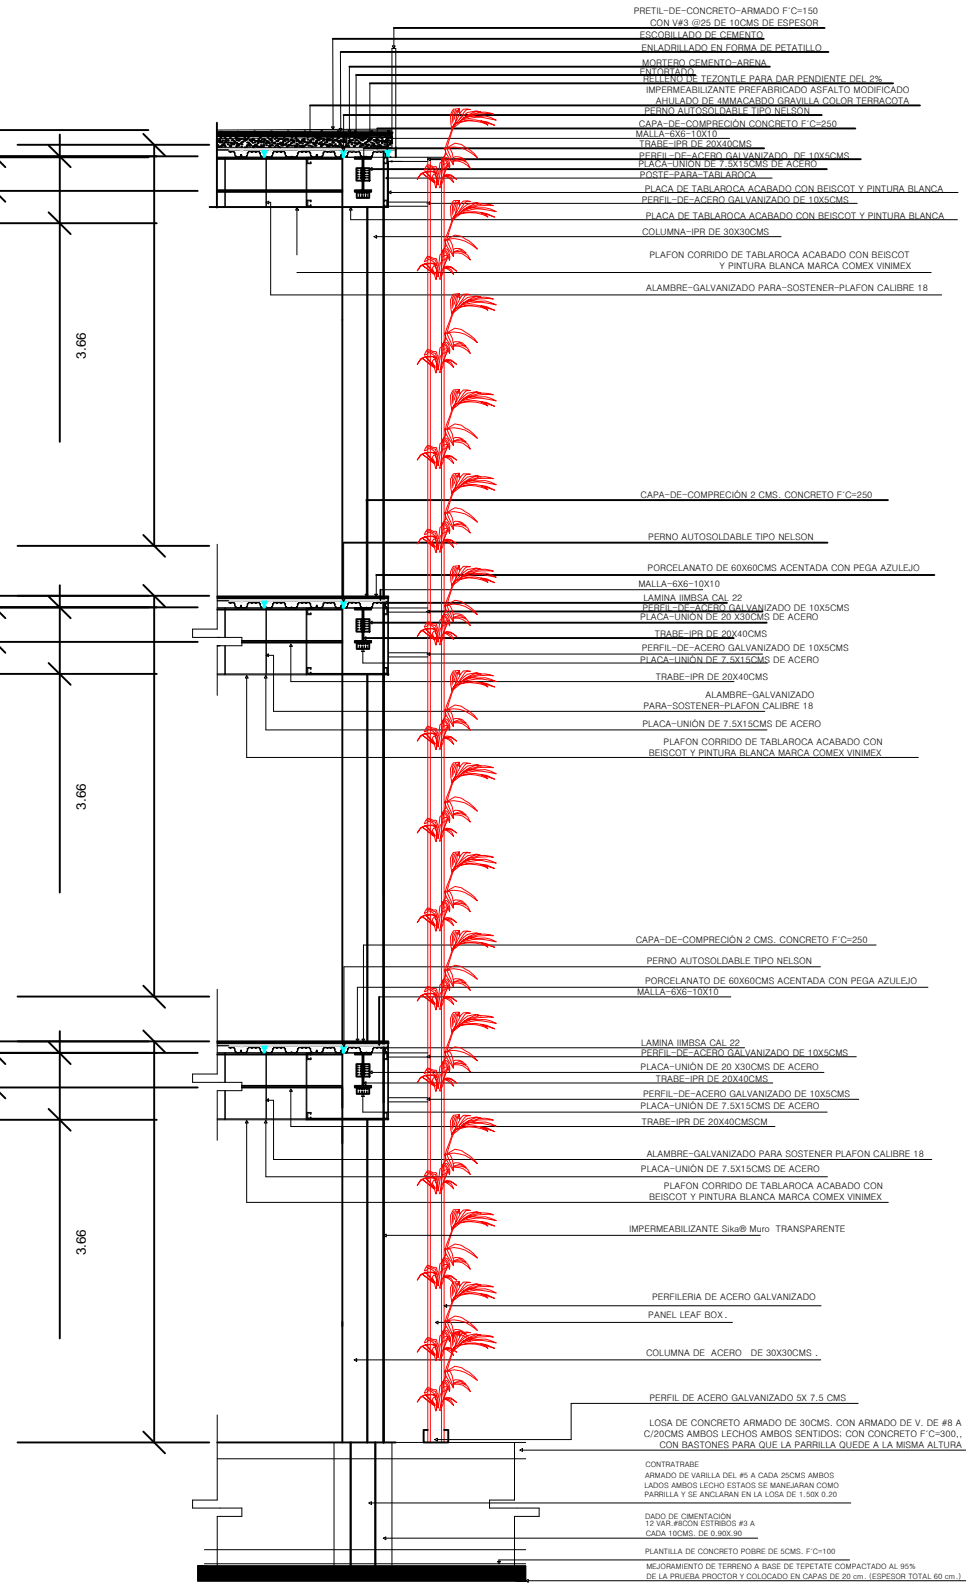 PRETIL-DE-CONCRETO-ARMADO F´C=150
CON V#3 @25 DE 10CMS DE ESPESOR
ESCOBILLADO DE CEMENTO
ENLADRILLADO EN FORMA DE PETATILLO
MORTERO CEMENTO-ARENA
ENTORTADO
RELLENO DE TEZONTLE PARA DAR PENDIENTE DEL 2%
IMPERMEABILIZANTE PREFABRICADO ASFALTO MODIFICADO
AHULADO DE 4MMACABDO GRAVILLA COLOR TERRACOTA
PERNO AUTOSOLDABLE TIPO NELSON
CAPA-DE-COMPRECIÓN CONCRETO F´C=250
MALLA-6X6-10X10
TRABE-IPR DE 20X40CMS
PERFIL-DE-ACERO GALVANIZADO DE 10X5CMS
PLACA-UNIÓN DE 7.5X15CMS DE ACERO
POSTE-PARA-TABLAROCA
PLACA DE TABLAROCA ACABADO CON BEISCOT Y PINTURA BLANCA
PERFIL-DE-ACERO GALVANIZADO DE 10X5CMS
PLACA DE TABLAROCA ACABADO CON BEISCOT Y PINTURA BLANCA
COLUMNA-IPR DE 30X30CMS
PLAFON CORRIDO DE TABLAROCA ACABADO CON BEISCOT
Y PINTURA BLANCA MARCA COMEX VINIMEX
ALAMBRE-GALVANIZADO PARA-SOSTENER-PLAFON CALIBRE 18
3.66
CAPA-DE-COMPRECIÓN 2 CMS. CONCRETO F´C=250
PERNO AUTOSOLDABLE TIPO NELSON
PORCELANATO DE 60X60CMS ACENTADA CON PEGA AZULEJO
MALLA-6X6-10X10
LAMINA IIMBSA CAL 22
PERFIL-DE-ACERO GALVANIZADO DE 10X5CMS
PLACA-UNIÓN DE 20 X30CMS DE ACERO
TRABE-IPR DE 20X40CMS
PERFIL-DE-ACERO GALVANIZADO DE 10X5CMS
PLACA-UNIÓN DE 7.5X15CMS DE ACERO
TRABE-IPR DE 20X40CMS
ALAMBRE-GALVANIZADO
PARA-SOSTENER-PLAFON CALIBRE 18
PLACA-UNIÓN DE 7.5X15CMS DE ACERO
PLAFON CORRIDO DE TABLAROCA ACABADO CON
BEISCOT Y PINTURA BLANCA MARCA COMEX VINIMEX
3.66
CAPA-DE-COMPRECIÓN 2 CMS. CONCRETO F´C=250
PERNO AUTOSOLDABLE TIPO NELSON
PORCELANATO DE 60X60CMS ACENTADA CON PEGA AZULEJO
MALLA-6X6-10X10
LAMINA IIMBSA CAL 22
PERFIL-DE-ACERO GALVANIZADO DE 10X5CMS
PLACA-UNIÓN DE 20 X30CMS DE ACERO
TRABE-IPR DE 20X40CMS
PERFIL-DE-ACERO GALVANIZADO DE 10X5CMS
PLACA-UNIÓN DE 7.5X15CMS DE ACERO
TRABE-IPR DE 20X40CMSCM
ALAMBRE-GALVANIZADO PARA SOSTENER PLAFON CALIBRE 18
PLACA-UNIÓN DE 7.5X15CMS DE ACERO
PLAFON CORRIDO DE TABLAROCA ACABADO CON
BEISCOT Y PINTURA BLANCA MARCA COMEX VINIMEX
3.66
IMPERMEABILIZANTE Sika® Muro TRANSPARENTE
PERFILERIA DE ACERO GALVANIZADO
PANEL LEAF BOX.
COLUMNA DE ACERO DE 30X30CMS .
PERFIL DE ACERO GALVANIZADO 5X 7.5 CMS
LOSA DE CONCRETO ARMADO DE 30CMS. CON ARMADO DE V. DE #8 A
C/20CMS AMBOS LECHOS AMBOS SENTIDOS; CON CONCRETO F´C=300,.
CON BASTONES PARA QUE LA PARRILLA QUEDE A LA MISMA ALTURA
CONTRATRABE
ARMADO DE VARILLA DEL #5 A CADA 25CMS AMBOS
LADOS AMBOS LECHO ESTAOS SE MANEJARAN COMO
PARRILLA Y SE ANCLARAN EN LA LOSA DE 1.50X 0.20
DADO DE CIMENTACIÓN
12 VAR.#8CON ESTRIBOS #3 A
CADA 10CMS. DE 0.90X.90
PLANTILLA DE CONCRETO POBRE DE 5CMS. F´C=100
MEJORAMIENTO DE TERRENO A BASE DE TEPETATE COMPACTADO AL 95%
DE LA PRUEBA PROCTOR Y COLOCADO EN CAPAS DE 20 cm. (ESPESOR TOTAL 60 cm.)